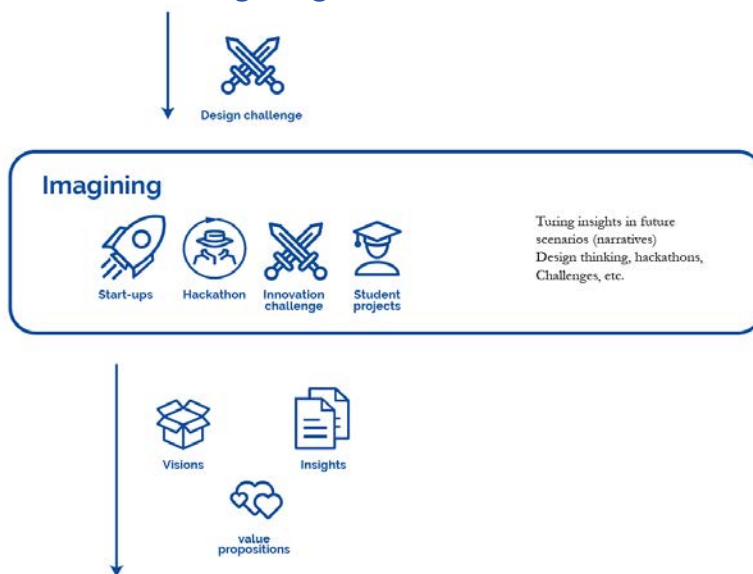 Design challenge
Imagining
Start-ups
Hackathon
Innovation
challenge
Student
projects
Turing insights in future
scenarios (narratives)
Design thinking, hackathons,
Challenges, etc.
Visions
Insights
value
propositions